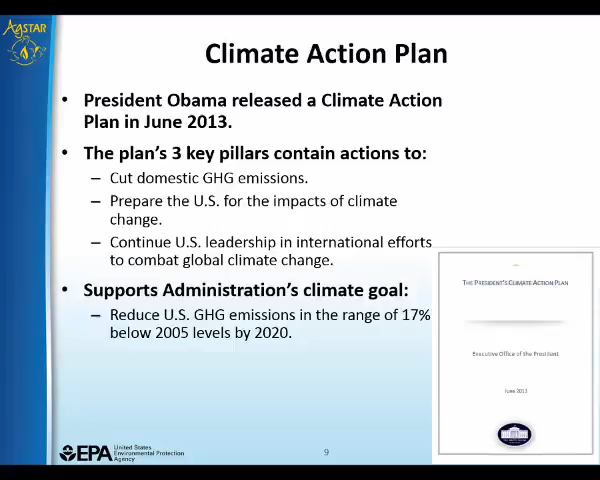 AgSTAR
Climate Action Plan
• President Obama released a Climate Action
Plan in June 2013.
• The plan's 3 key pillars contain actions to:
– Cut domestic GHG emissions.
– Prepare the U.S. for the impacts of climate
change.
– Continue U.S. leadership in international efforts
to combat global climate change.
• Supports Administration's climate goal:
– Reduce U.S. GHG emissions in the range of 17%
below 2005 levels by 2020.
THE PRESIDENT'S CLIMATE ACTION PLAN
Executive Office of the President
June 2013
EPA
United States
Environmental Protection
Agency
9